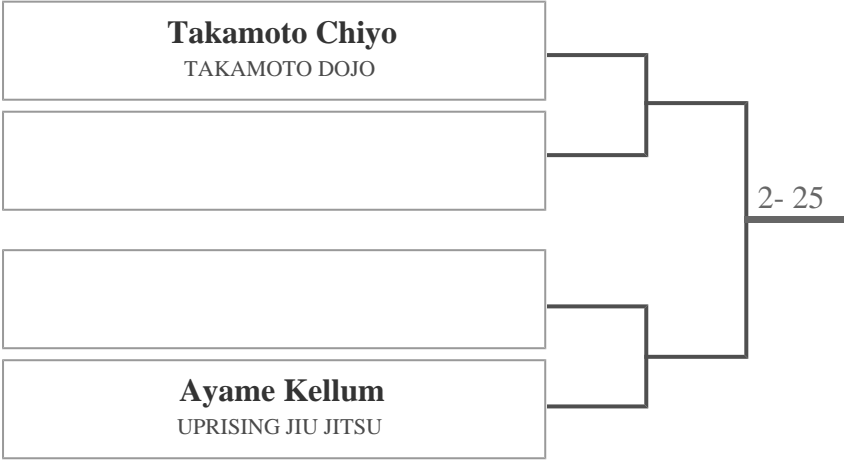 Takamoto Chiyo
TAKAMOTO DOJO
2- 25
Ayame Kellum
UPRISING JIU JITSU